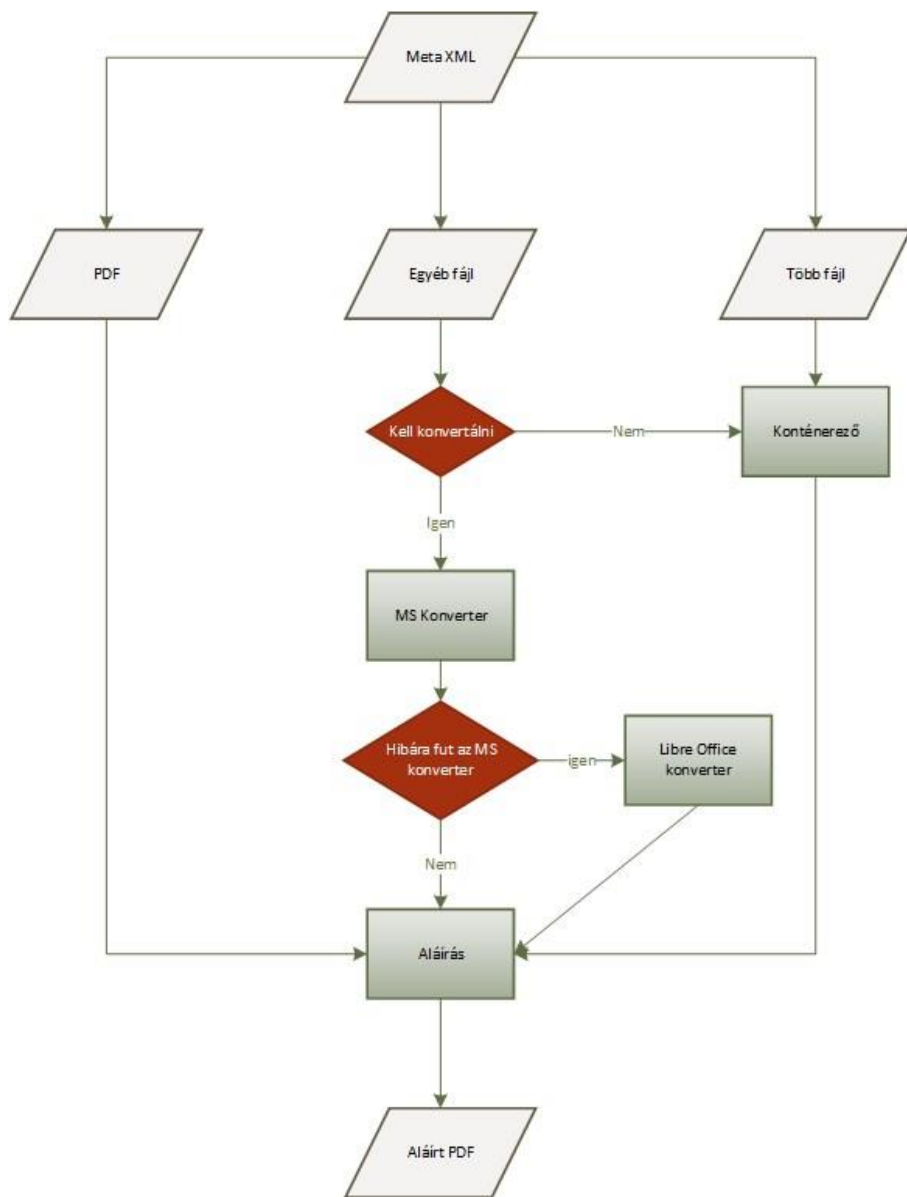 Meta XML
PDF
Egyéb fájl
Több fájl
Kell konvertálni
Nem
Konténerező
Igen
MS Konverter
Hibára fut az MS
konverter
igen
Libre Office
konverter
Nem
Aláírás
Aláírt PDF